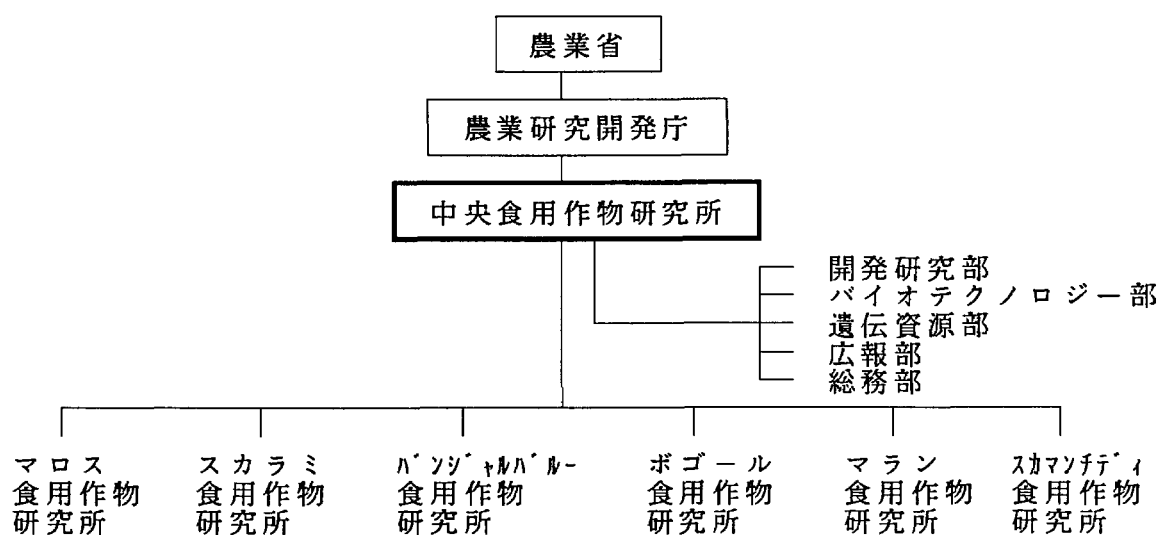 農業省
農業研究開発庁
中央食用作物研究所
開発研究部
バイオテクノロジー部
遺伝資源部
広報部
総務部
マロス
食用作物
研究所
スカラミ
食用作物
研究所
バンジャルバルー
食用作物
研究所
ボゴール
食用作物
研究所
マラン
食用作物
研究所
スカマンチディ
食用作物
研究所